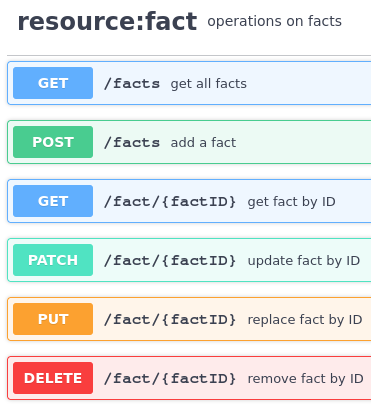 resource:fact operations on facts
GET /facts get all facts
POST /facts add a fact
GET /fact/{factID} get fact by ID
PATCH /fact/{factID} update fact by ID
PUT /fact/{factID} replace fact by ID
DELETE /fact/{factID} remove fact by ID